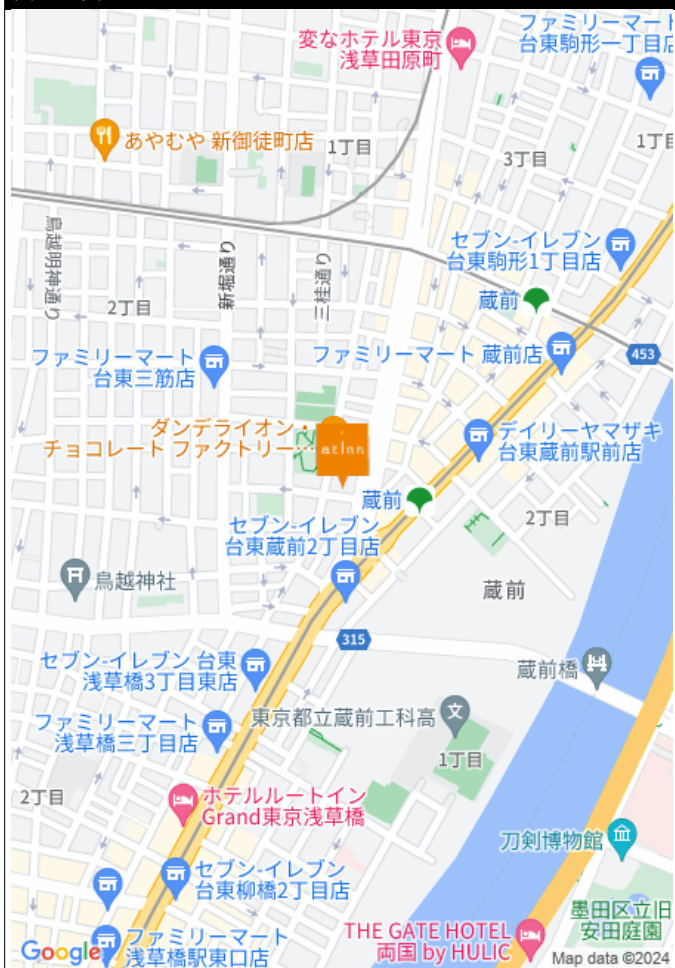 変なホテル東京
浅草田原町
ファミリーマート
台東駒形一丁目店
あやむや 新御徒町店
1丁目
3丁目
1丁目
鳥越明神通り
新堀通り
三桂通り
セブン-イレブン
台東駒形1丁目店
2丁目
蔵前
ファミリーマート
台東三筋店
ファミリーマート 蔵前店
453
ダンデライオン・
チョコレート ファクトリー…
atinn
デイリーヤマザキ
台東蔵前駅前店
蔵前
2丁目
セブン-イレブン
台東蔵前2丁目店
鳥越神社
蔵前
315
セブン-イレブン 台東
浅草橋3丁目東店
蔵前橋
ファミリーマート
浅草橋三丁目店
東京都立蔵前工科高
文
1丁目
2丁目
ホテルルートイン
Grand東京浅草橋
刀剣博物館
セブン-イレブン
台東柳橋2丁目店
墨田区立旧
安田庭園
THE GATE HOTEL
両国 by HULIC
ファミリーマート
浅草橋駅東口店
Google
Map data ©2024